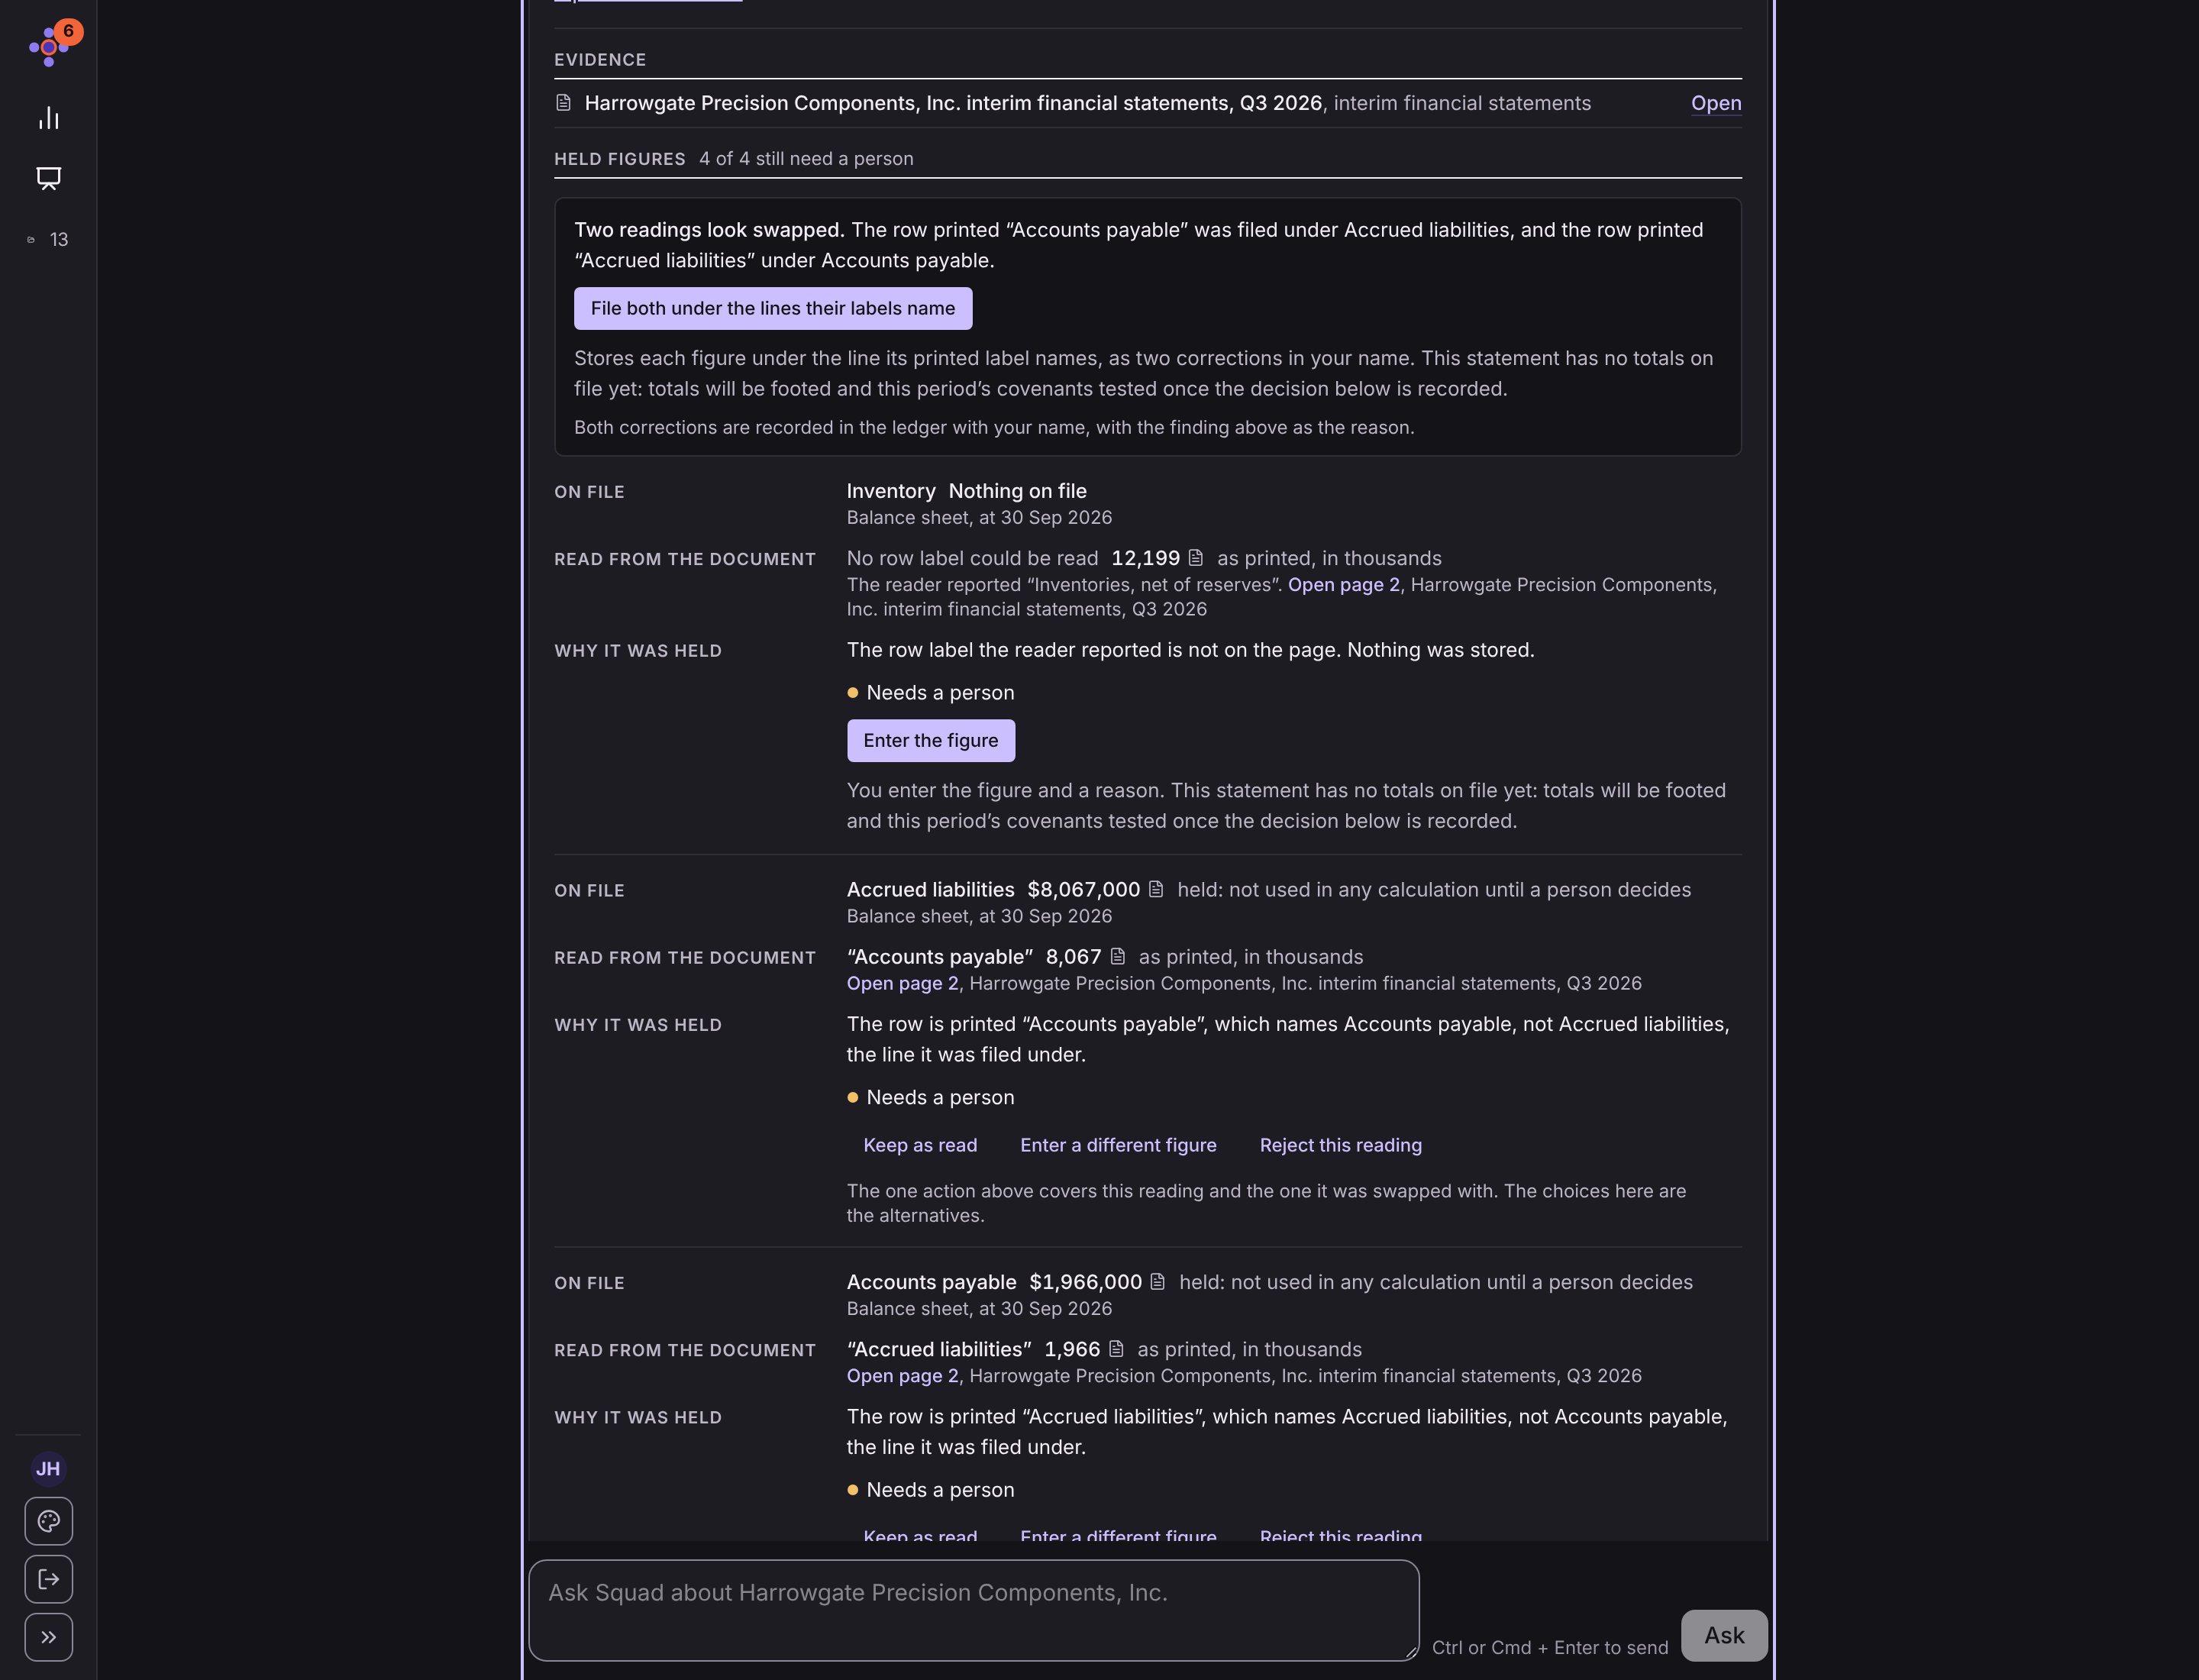 6
13
EVIDENCE
Harrowgate Precision Components, Inc. interim financial statements, Q3 2026, interim financial statements
Open
HELD FIGURES 4 of 4 still need a person
Two readings look swapped. The row printed “Accounts payable” was filed under Accrued liabilities, and the row printed
“Accrued liabilities” under Accounts payable.
File both under the lines their labels name
Stores each figure under the line its printed label names, as two corrections in your name. This statement has no totals on
file yet: totals will be footed and this period’s covenants tested once the decision below is recorded.
Both corrections are recorded in the ledger with your name, with the finding above as the reason.
ON FILE
Inventory Nothing on file
Balance sheet, at 30 Sep 2026
READ FROM THE DOCUMENT
No row label could be read 12,199 as printed, in thousands
The reader reported “Inventories, net of reserves”. Open page 2, Harrowgate Precision Components,
Inc. interim financial statements, Q3 2026
WHY IT WAS HELD
The row label the reader reported is not on the page. Nothing was stored.
Needs a person
Enter the figure
You enter the figure and a reason. This statement has no totals on file yet: totals will be footed
and this period’s covenants tested once the decision below is recorded.
ON FILE
Accrued liabilities $8,067,000 held: not used in any calculation until a person decides
Balance sheet, at 30 Sep 2026
READ FROM THE DOCUMENT
“Accounts payable” 8,067 as printed, in thousands
Open page 2, Harrowgate Precision Components, Inc. interim financial statements, Q3 2026
WHY IT WAS HELD
The row is printed “Accounts payable”, which names Accounts payable, not Accrued liabilities,
the line it was filed under.
Needs a person
Keep as read Enter a different figure Reject this reading
The one action above covers this reading and the one it was swapped with. The choices here are
the alternatives.
ON FILE
Accounts payable $1,966,000 held: not used in any calculation until a person decides
Balance sheet, at 30 Sep 2026
READ FROM THE DOCUMENT
“Accrued liabilities” 1,966 as printed, in thousands
Open page 2, Harrowgate Precision Components, Inc. interim financial statements, Q3 2026
WHY IT WAS HELD
The row is printed “Accrued liabilities”, which names Accrued liabilities, not Accounts payable,
the line it was filed under.
Needs a person
Keep as read Enter a different figure Reject this reading
JH
Ask Squad about Harrowgate Precision Components, Inc.
Ctrl or Cmd + Enter to send
Ask